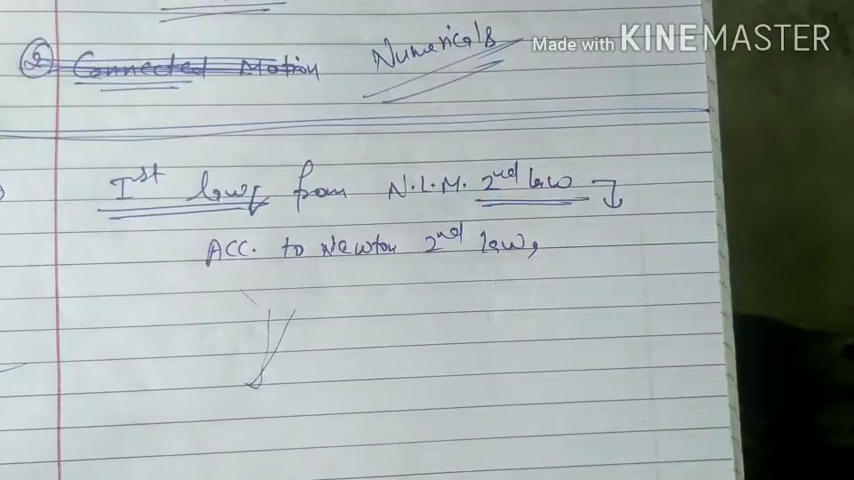 ② Connected Motion Numericals
Made with KINEMASTER
Ist law from N.L.M. 2nd law
Acc. to Newton 2nd law,